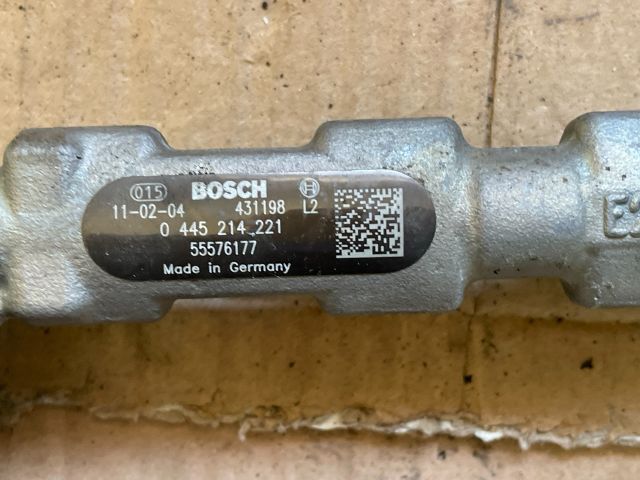 015 BOSCH
11-02-04 431198 L2
0 445 214 221
55576177
Made in Germany